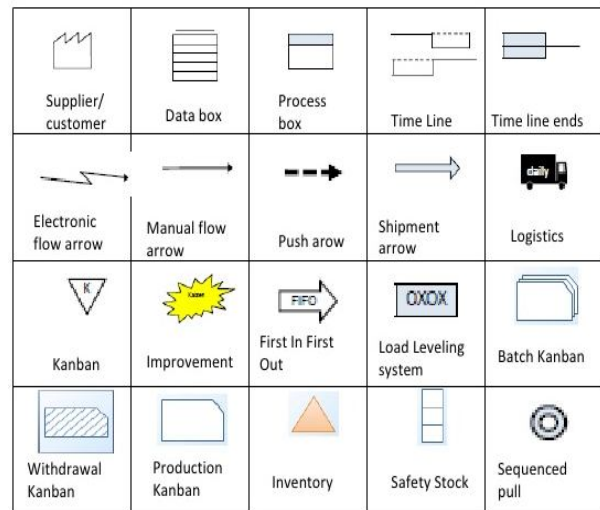 Supplier/
customer
Data box
Process
box
Time Line
Time line ends
Electronic
flow arrow
Manual flow
arrow
Push arow
Shipment
arrow
daily
Logistics
K
Kanban
Improvement
FIFO
First In First
Out
OXOX
Load Leveling
system
Batch Kanban
Withdrawal
Kanban
Production
Kanban
Inventory
Safety Stock
Sequenced
pull